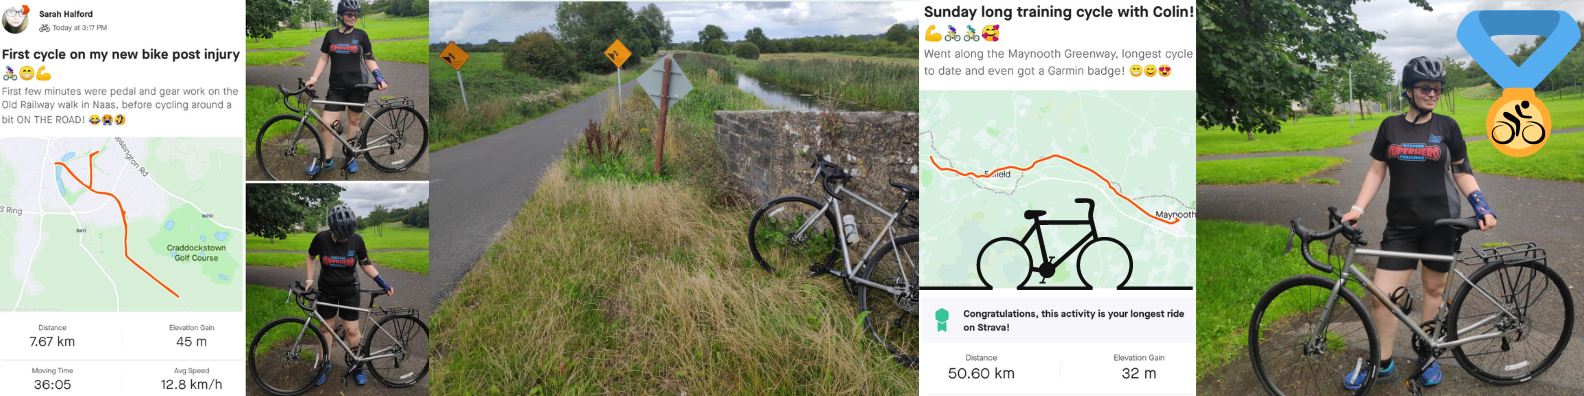 Sarah Halford
Today at 3:17 PM
First cycle on my new bike post injury
🚴🏻‍♀️😁💪
First few minutes were pedal and gear work on the
Old Railway walk in Naas, before cycling around a
bit ON THE ROAD! 😂😭🤣
Blessington Rd
S Ring
R411
R410
Craddockstown
Golf Course
Distance
7.67 km
Elevation Gain
45 m
Moving Time
36:05
Avg Speed
12.8 km/h
SUPERHERO
SUPERHERO
Sunday long training cycle with Colin!
💪🚴🏻‍♀️🚴🏻‍♂️🥰
Went along the Maynooth Greenway, longest cycle
to date and even got a Garmin badge! 😁😊😍
Enfield
Maynooth
Congratulations, this activity is your longest ride
on Strava!
Distance
50.60 km
Elevation Gain
32 m
SUPERHERO